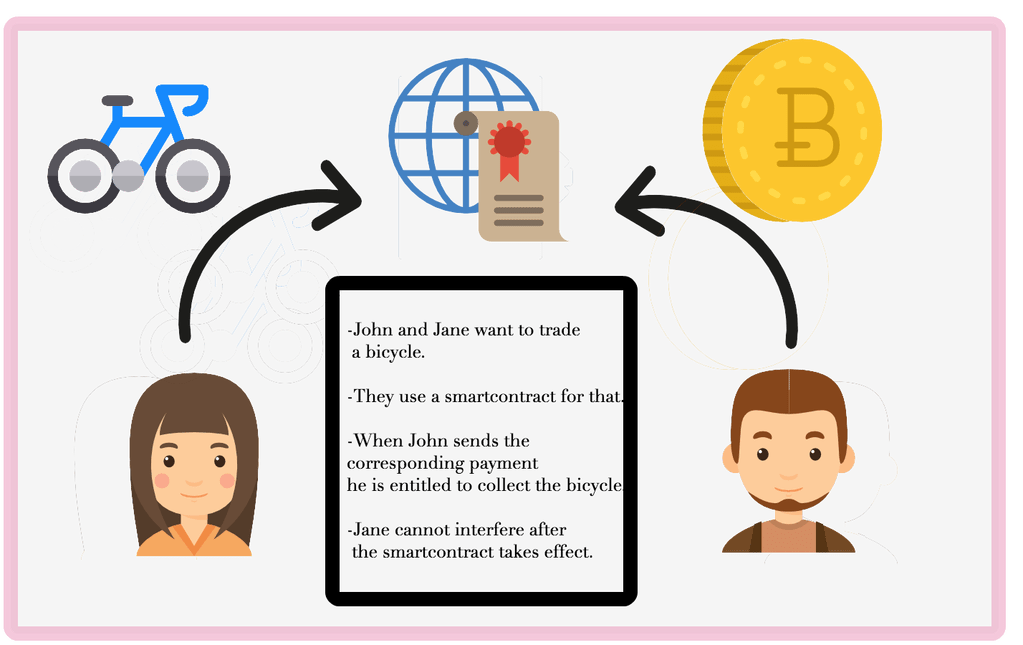 -John and Jane want to trade
a bicycle.
-They use a smartcontract for that.
-When John sends the
corresponding payment
he is entitled to collect the bicycle.
-Jane cannot interfere after
the smartcontract takes effect.